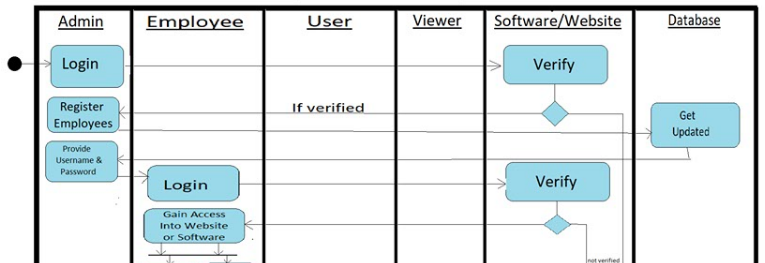 Admin
Employee
User
Viewer
Software/Website
Database
Login
Verify
Register
Employees
If verified
Get
Updated
Provide
Username &
Password
Login
Verify
Gain Access
Into Website
or Software
not verified